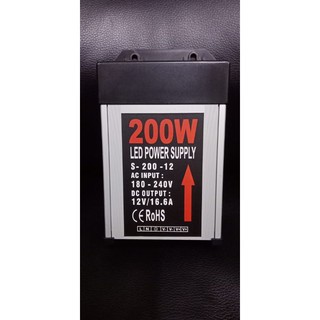 200W
LED POWER SUPPLY
S-200-12
AC INPUT :
180-240V
DC OUTPUT :
12V/16.6A
CE RoHS